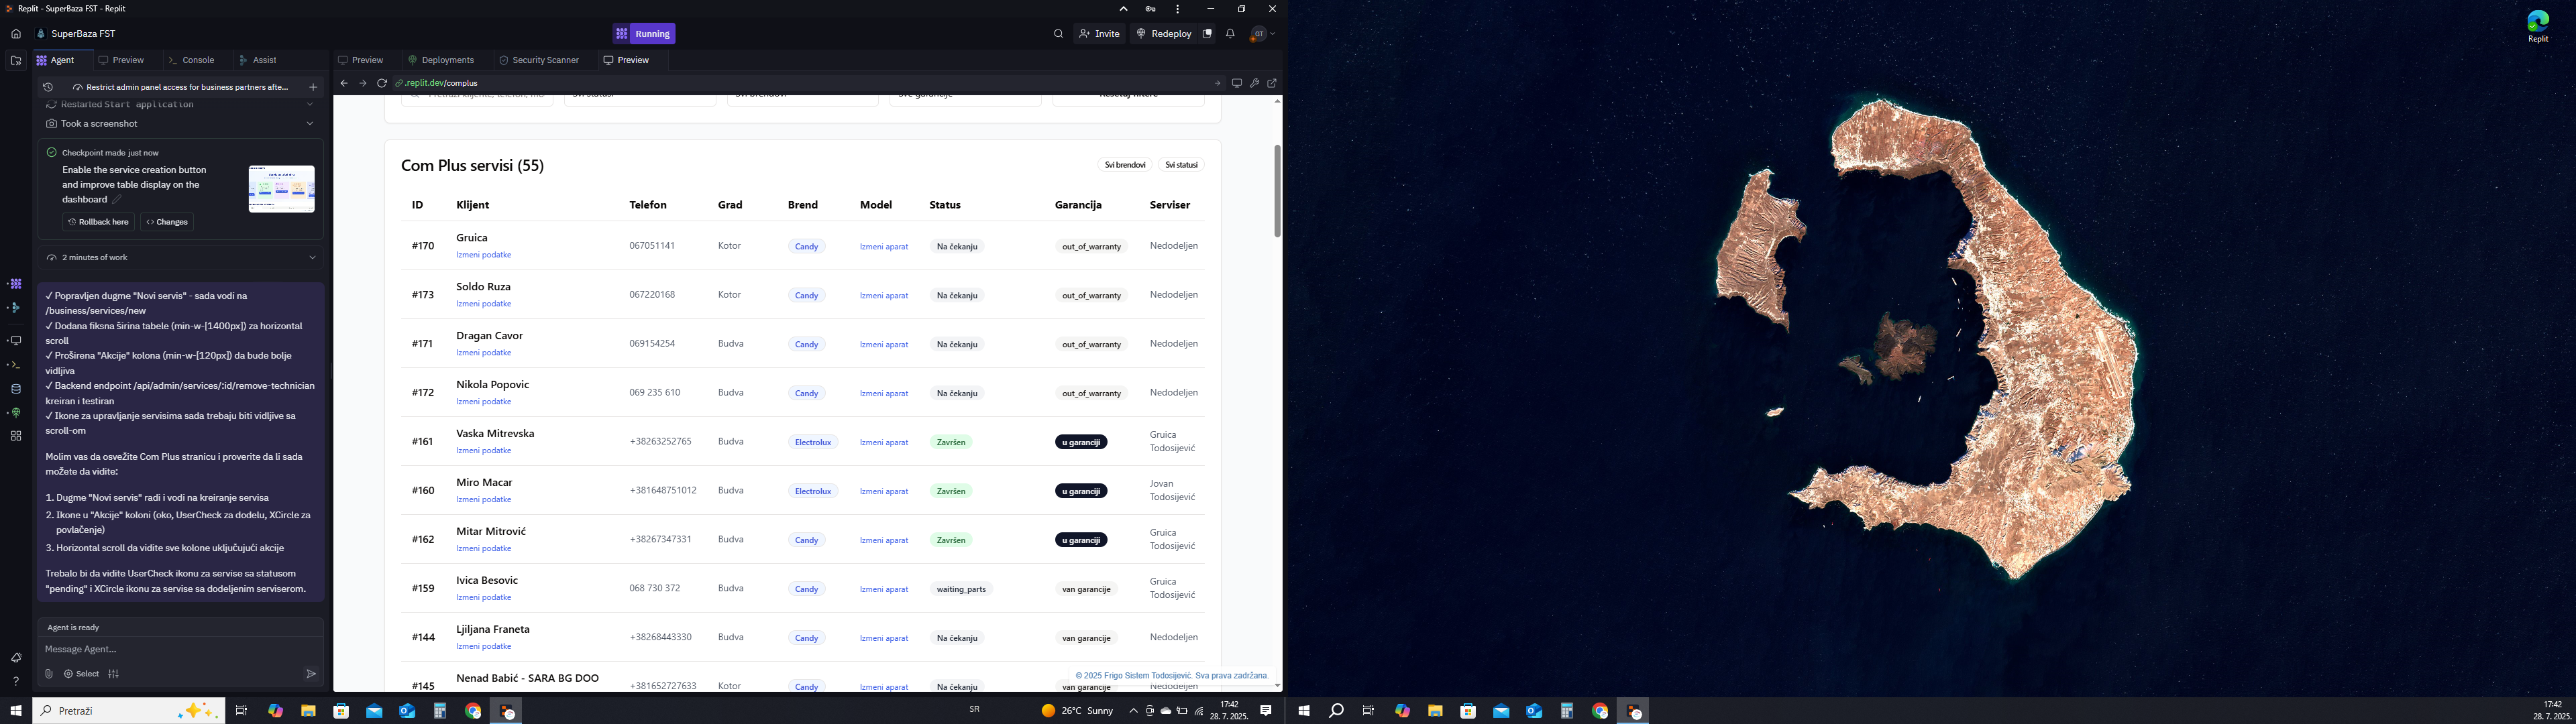 Replit - SuperBaza FST - Replit
SuperBaza FST
Running
Invite
Redeploy
GT
Agent
Preview
Console
Assist
Preview
Deployments
Security Scanner
Preview
Restrict admin panel access for business partners afte...
.replit.dev/complus
Restarted Start application
Took a screenshot
Checkpoint made just now
Enable the service creation button
and improve table display on the
dashboard
Rollback here
Changes
2 minutes of work
✓ Popravljen dugme "Novi servis" - sada vodi na
/business/services/new
✓ Dodana fiksna širina tabele (min-w-[1400px]) za horizontal
scroll
✓ Proširena "Akcije" kolona (min-w-[120px]) da bude bolje
vidljiva
✓ Backend endpoint /api/admin/services/:id/remove-technician
kreiran i testiran
✓ Ikone za upravljanje servisima sada trebaju biti vidljive sa
scroll-om
Molim vas da osvežite Com Plus stranicu i proverite da li sada
možete da vidite:
1. Dugme "Novi servis" radi i vodi na kreiranje servisa
2. Ikone u "Akcije" koloni (oko, UserCheck za dodelu, XCircle za
povlačenje)
3. Horizontal scroll da vidite sve kolone uključujući akcije
Trebalo bi da vidite UserCheck ikonu za servise sa statusom
"pending" i XCircle ikonu za servise sa dodeljenim serviserom.
Agent is ready
Message Agent...
Select
Com Plus servisi (55)
Svi brendovi
Svi statusi
ID Klijent Telefon Grad Brend Model Status Garancija Serviser
#170 Gruica 067051141 Kotor Candy Izmeni aparat Na čekanju out_of_warranty Nedodeljen
Izmeni podatke
#173 Soldo Ruza 067220168 Kotor Candy Izmeni aparat Na čekanju out_of_warranty Nedodeljen
Izmeni podatke
#171 Dragan Cavor 069154254 Budva Candy Izmeni aparat Na čekanju out_of_warranty Nedodeljen
Izmeni podatke
#172 Nikola Popovic 069 235 610 Budva Candy Izmeni aparat Na čekanju out_of_warranty Nedodeljen
Izmeni podatke
#161 Vaska Mitrevska +38263252765 Budva Electrolux Izmeni aparat Završen u garanciji Gruica Todosijević
Izmeni podatke
#160 Miro Macar +381648751012 Budva Electrolux Izmeni aparat Završen u garanciji Jovan Todosijević
Izmeni podatke
#162 Mitar Mitrović +38267347331 Budva Candy Izmeni aparat Završen u garanciji Gruica Todosijević
Izmeni podatke
#159 Ivica Besovic 068 730 372 Budva Candy Izmeni aparat waiting_parts van garancije Gruica Todosijević
Izmeni podatke
#144 Ljiljana Franeta +38268443330 Budva Candy Izmeni aparat Na čekanju van garancije Nedodeljen
Izmeni podatke
#145 Nenad Babić - SARA BG DOO +381652727633 Kotor Candy Izmeni aparat Na čekanju van garancije Nedodeljen
© 2025 Frigo Sistem Todosijević. Sva prava zadržana.
Replit
Pretraži
SR
26°C Sunny
17:42
28. 7. 2025.
17:42
28. 7. 2025.